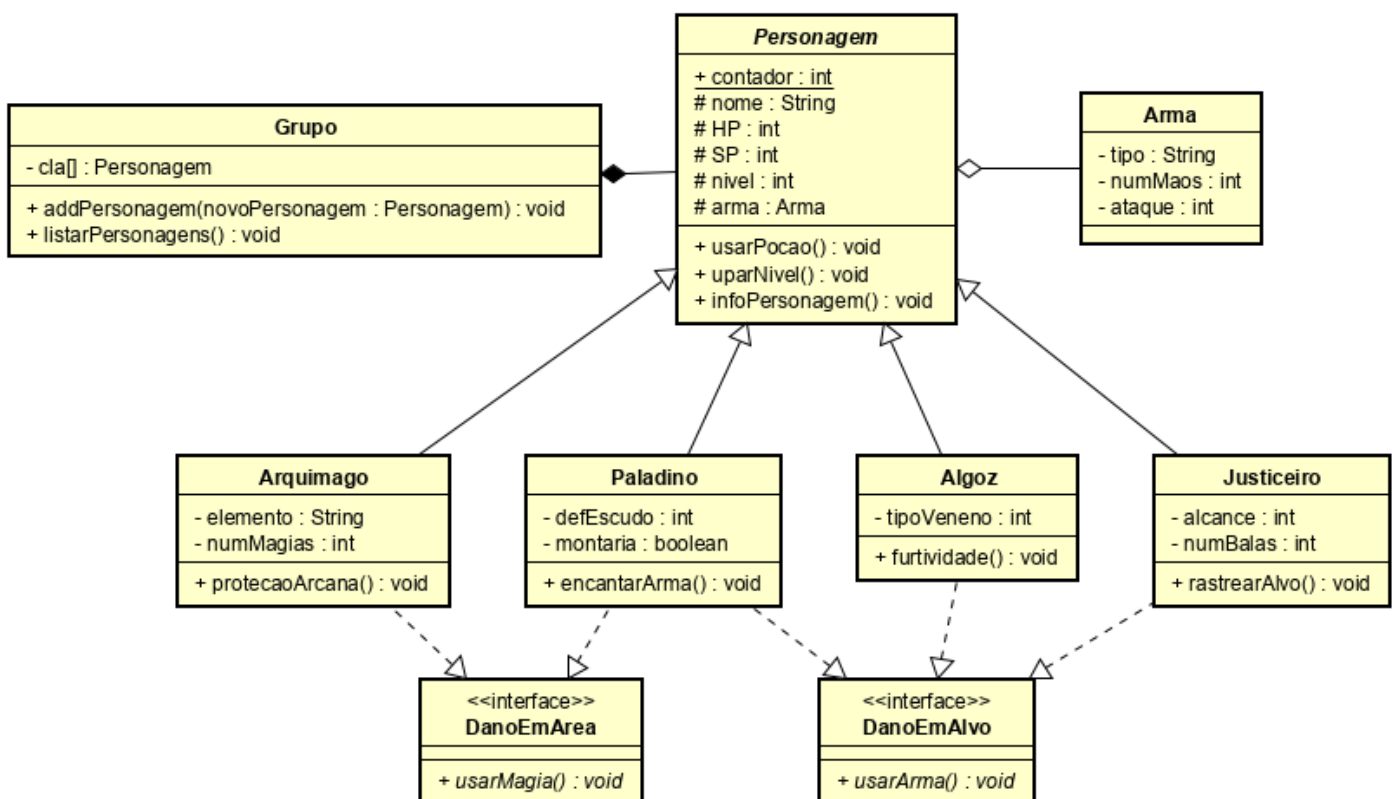 Personagem
+ contador : int
# nome : String
# HP : int
# SP : int
# nivel : int
# arma : Arma
+ usarPocao() : void
+ uparNivel() : void
+ infoPersonagem() : void
Grupo
- cla[] : Personagem
+ addPersonagem(novoPersonagem : Personagem) : void
+ listarPersonagens() : void
Arma
- tipo : String
- numMaos : int
- ataque : int
Arquimago
- elemento : String
- numMagias : int
+ protecaoArcana() : void
Paladino
- defEscudo : int
- montaria : boolean
+ encantarArma() : void
Algoz
- tipoVeneno : int
+ furtividade() : void
Justiceiro
- alcance : int
- numBalas : int
+ rastrearAlvo() : void
<<interface>>
DanoEmArea
+ usarMagia() : void
<<interface>>
DanoEmAlvo
+ usarArma() : void